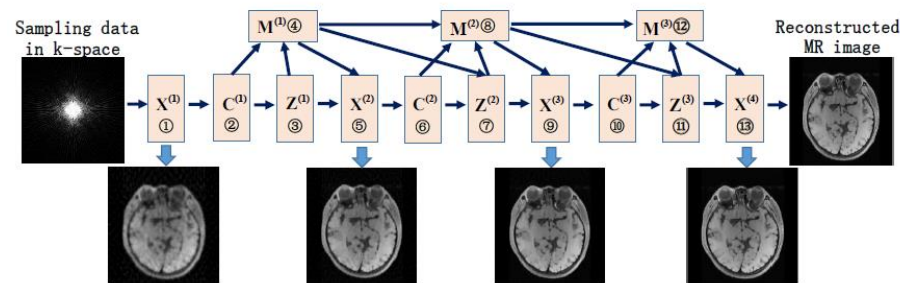 Sampling data
in k-space
M⁽¹⁾④
M⁽²⁾⑧
M⁽³⁾⑫
Reconstructed
MR image
X⁽¹⁾
①
C⁽¹⁾
②
Z⁽¹⁾
③
X⁽²⁾
⑤
C⁽²⁾
⑥
Z⁽²⁾
⑦
X⁽³⁾
⑨
C⁽³⁾
⑩
Z⁽³⁾
⑪
X⁽⁴⁾
⑬